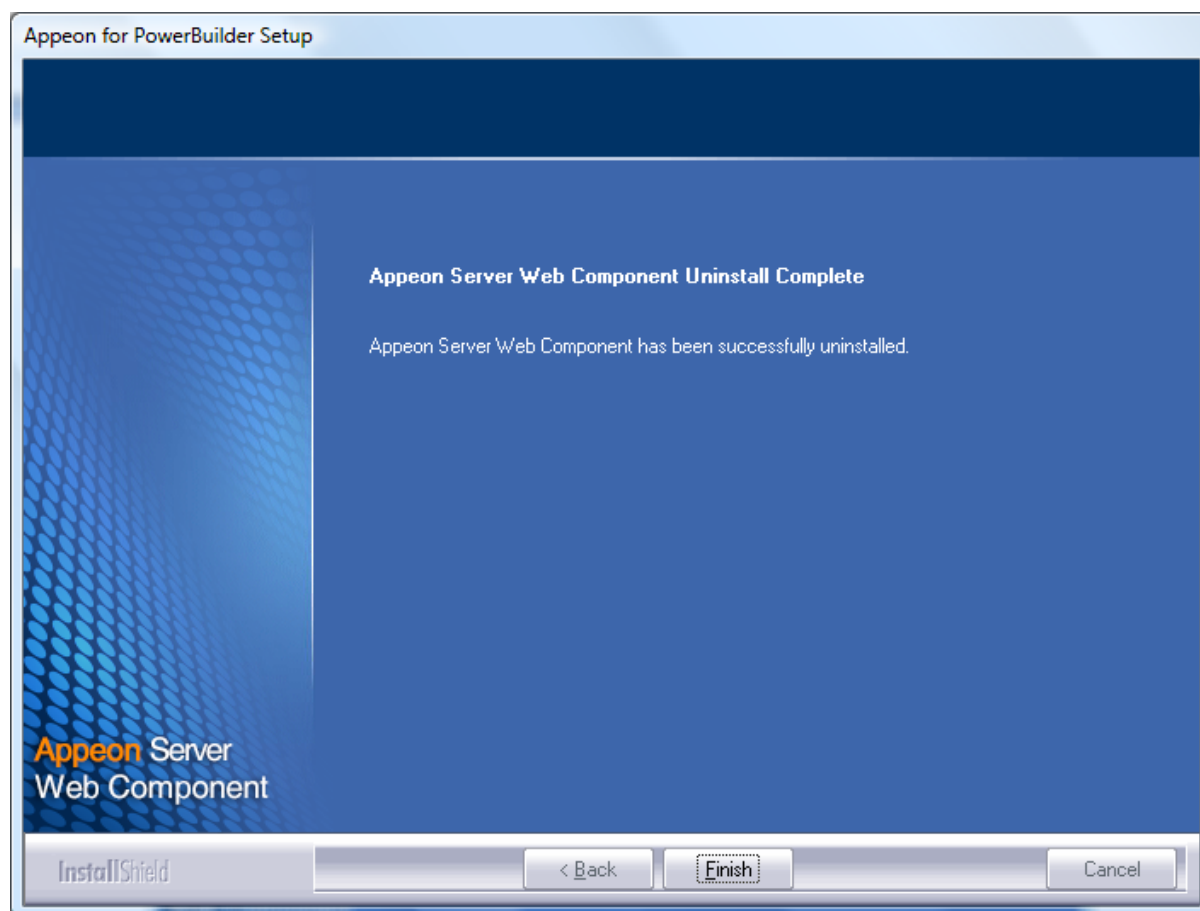 Appeon for PowerBuilder Setup
Appeon Server Web Component Uninstall Complete
Appeon Server Web Component has been successfully uninstalled.
Appeon Server
Web Component
InstallShield
< Back
Finish
Cancel